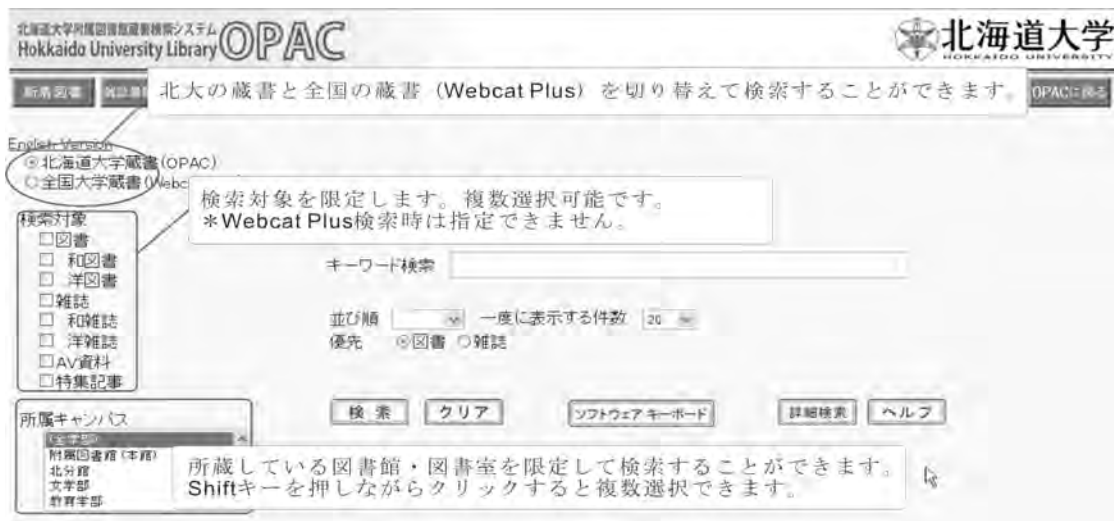 北海道大学附属図書館蔵書検索システム
Hokkaido University Library OPAC
北海道大学
HOKKAIDO UNIVERSITY
新着図書
北大の蔵書と全国の蔵書（Webcat Plus）を切り替えて検索することができます。
OPACに戻る
English Version
北海道大学蔵書(OPAC)
全国大学蔵書(Webc
検索対象を限定します。複数選択可能です。
＊Webcat Plus検索時は指定できません。
検索対象
図書
和図書
洋図書
雑誌
和雑誌
洋雑誌
AV資料
特集記事
キーワード検索
並び順 一度に表示する件数 20
優先 図書 雑誌
検 索 クリア ソフトウェア キーボード 詳細検索 ヘルプ
所属キャンパス
(全学部)
附属図書館（本館）
北分館
文学部
教育学部
所蔵している図書館・図書室を限定して検索することができます。
Shiftキーを押しながらクリックすると複数選択できます。